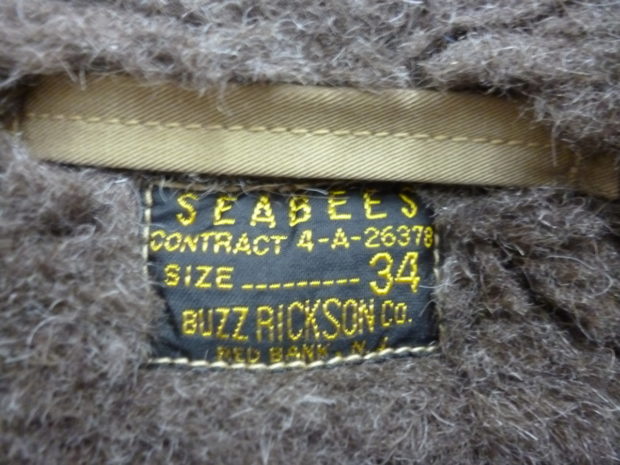 SEABEES
CONTRACT 4-A-26378
SIZE ......... 34
BUZZ RICKSON CO.
RED BANK, N.J.